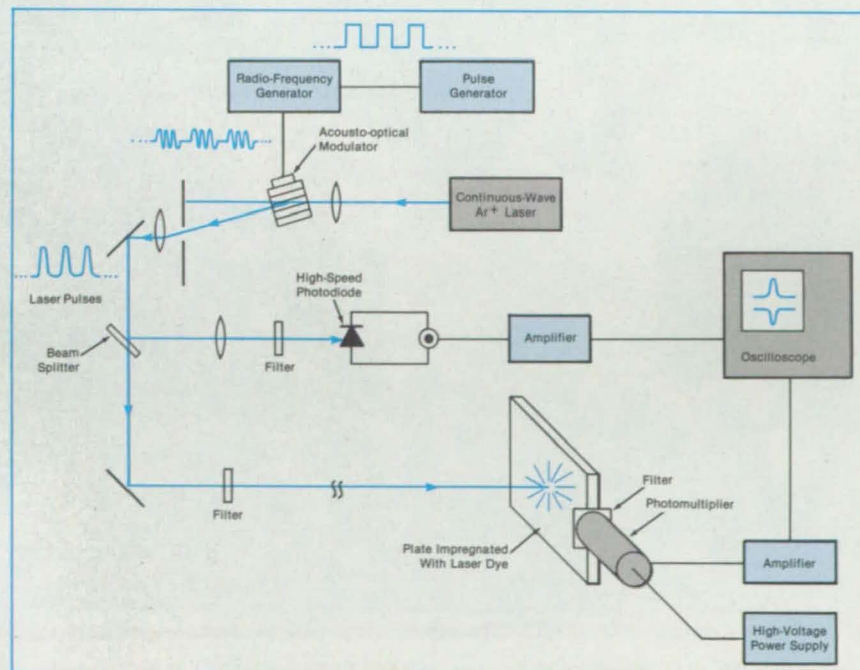 Radio-Frequency
Generator
Pulse
Generator
Acousto-optical
Modulator
Continuous-Wave
Ar+ Laser
Laser Pulses
High-Speed
Photodiode
Beam
Splitter
Filter
Amplifier
Oscilloscope
Filter
Filter
Photomultiplier
Plate Impregnated
With Laser Dye
Amplifier
High-Voltage
Power Supply